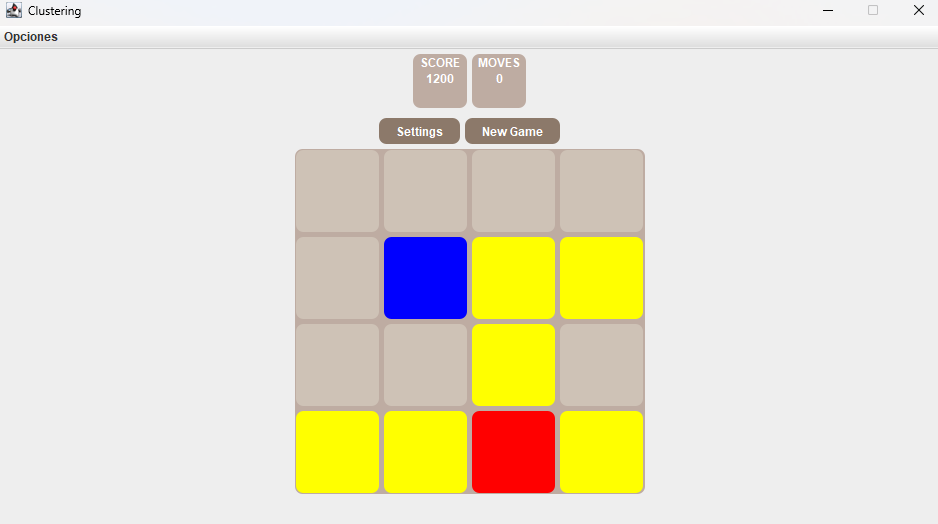 Clustering
Opciones
SCORE
1200
MOVES
0
Settings
New Game